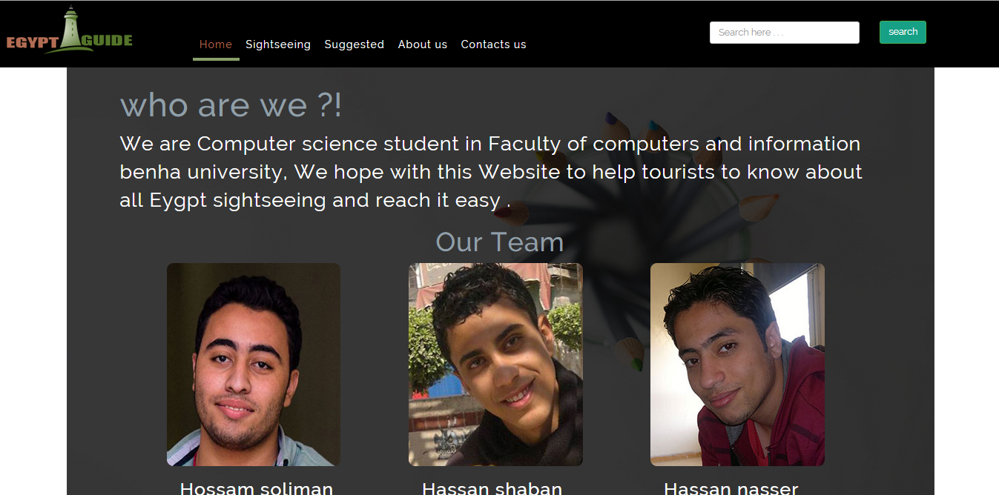 EGYPT GUIDE
Home Sightseeing Suggested About us Contacts us
Search here . . .
search
who are we ?!
We are Computer science student in Faculty of computers and information
benha university, We hope with this Website to help tourists to know about
all Eygpt sightseeing and reach it easy .
Our Team
Hossam soliman
Hassan shaban
Hassan nasser